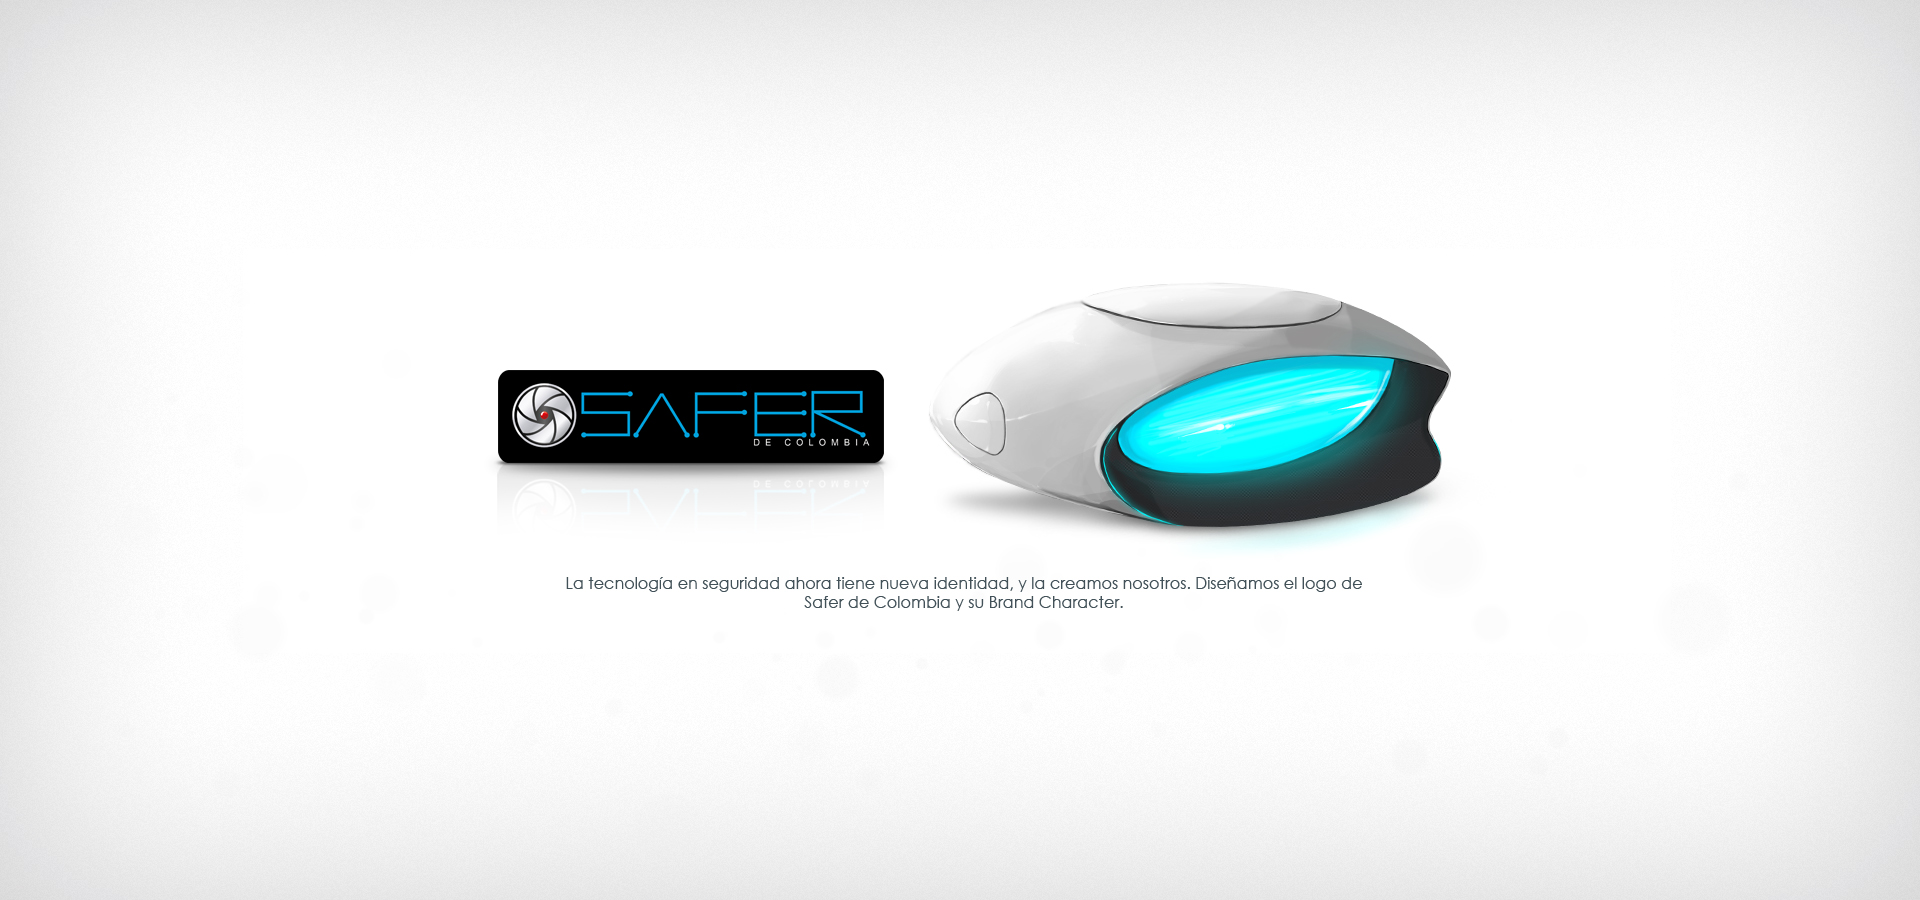 SAFER
DE COLOMBIA
La tecnología en seguridad ahora tiene nueva identidad, y la creamos nosotros. Diseñamos el logo de
Safer de Colombia y su Brand Character.